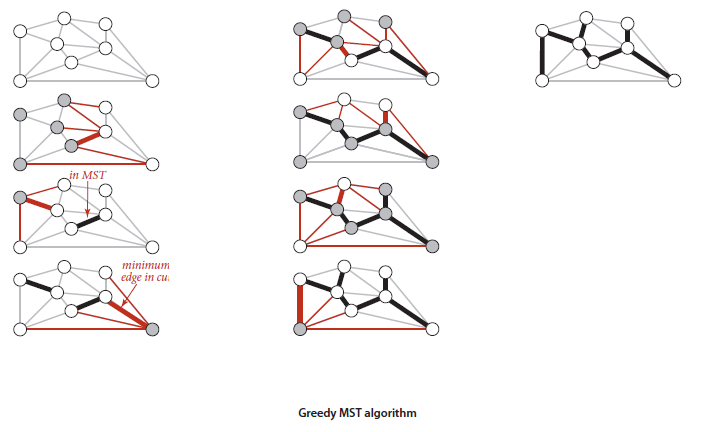 in MST
minimum
edge in cu
Greedy MST algorithm